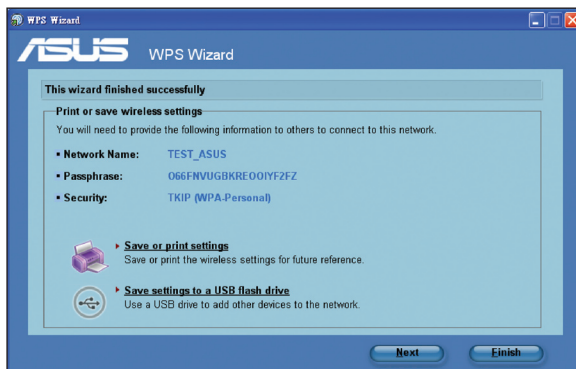 WPS Wizard
ASUS WPS Wizard
This wizard finished successfully
Print or save wireless settings
You will need to provide the following information to others to connect to this network.
Network Name: TEST_ASUS
Passphrase: O66FNVUGBKREOOIYF2FZ
Security: TKIP (WPA-Personal)
Save or print settings
Save or print the wireless settings for future reference.
Save settings to a USB flash drive
Use a USB drive to add other devices to the network.
Next Finish